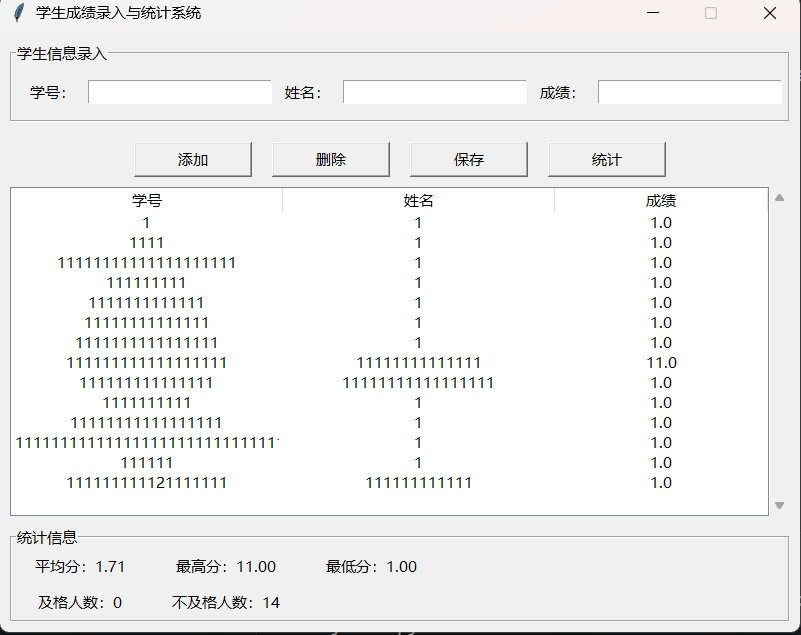 学生成绩录入与统计系统
学生信息录入
学号： 姓名： 成绩：
添加 删除 保存 统计
学号 姓名 成绩
1 1 1.0
1111 1 1.0
11111111111111111111 1 1.0
111111111 1 1.0
1111111111111 1 1.0
11111111111111 1 1.0
1111111111111111 1 1.0
111111111111111111 11111111111111 11.0
111111111111111 11111111111111111 1.0
1111111111 1 1.0
11111111111111111 1 1.0
11111111111111111111111111111 1 1.0
111111 1 1.0
111111111121111111 111111111111 1.0
统计信息
平均分：1.71 最高分：11.00 最低分：1.00
及格人数：0 不及格人数：14